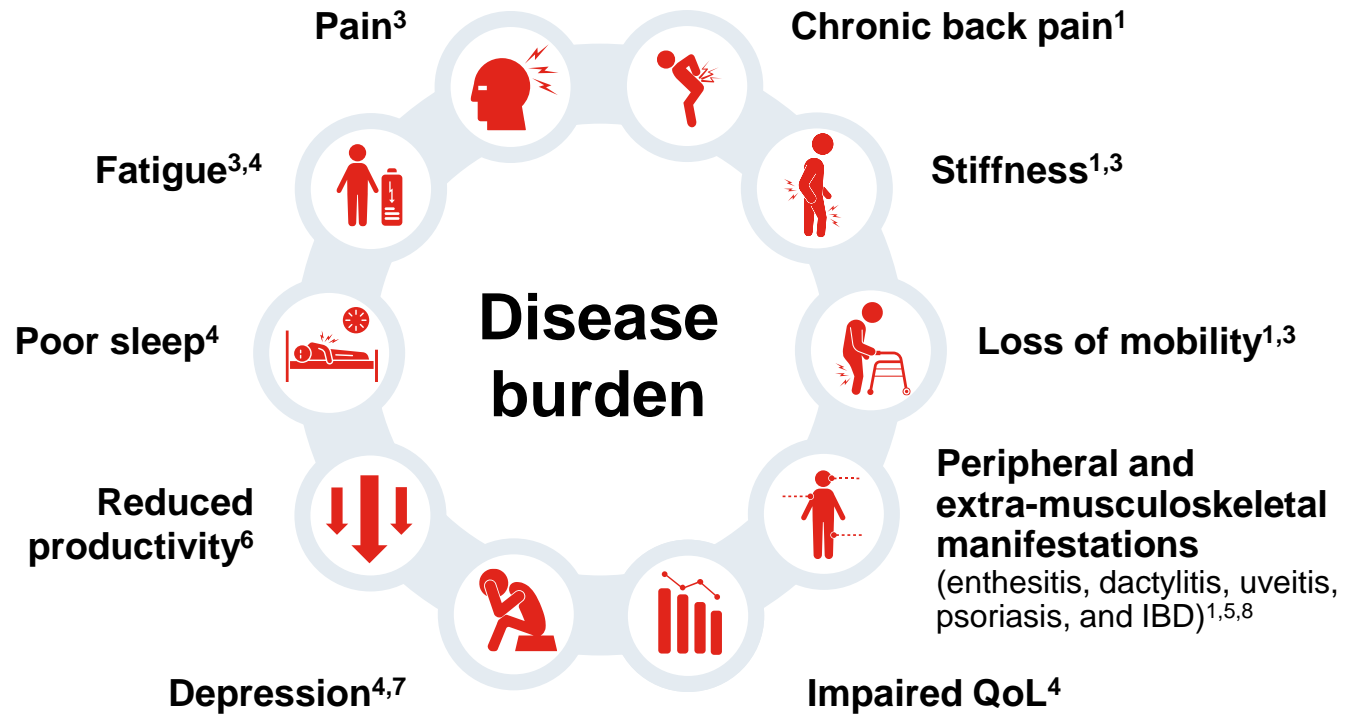 Pain³
Chronic back pain¹
Fatigue³,⁴
Stiffness¹,³
Disease
burden
Poor sleep⁴
Loss of mobility¹,³
Reduced
productivity⁶
Peripheral and
extra-musculoskeletal
manifestations
(enthesitis, dactylitis, uveitis,
psoriasis, and IBD)¹,⁵,⁸
Depression⁴,⁷
Impaired QoL⁴